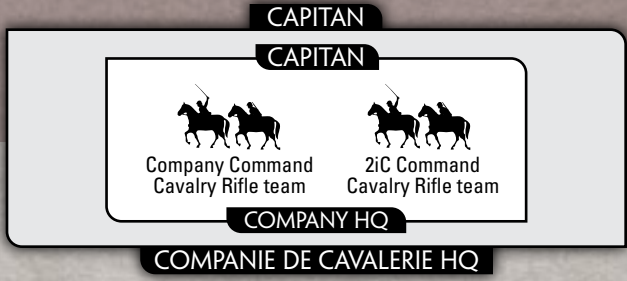 CAPITAN
CAPITAN
Company Command
Cavalry Rifle team
2iC Command
Cavalry Rifle team
COMPANY HQ
COMPANIE DE CAVALERIE HQ